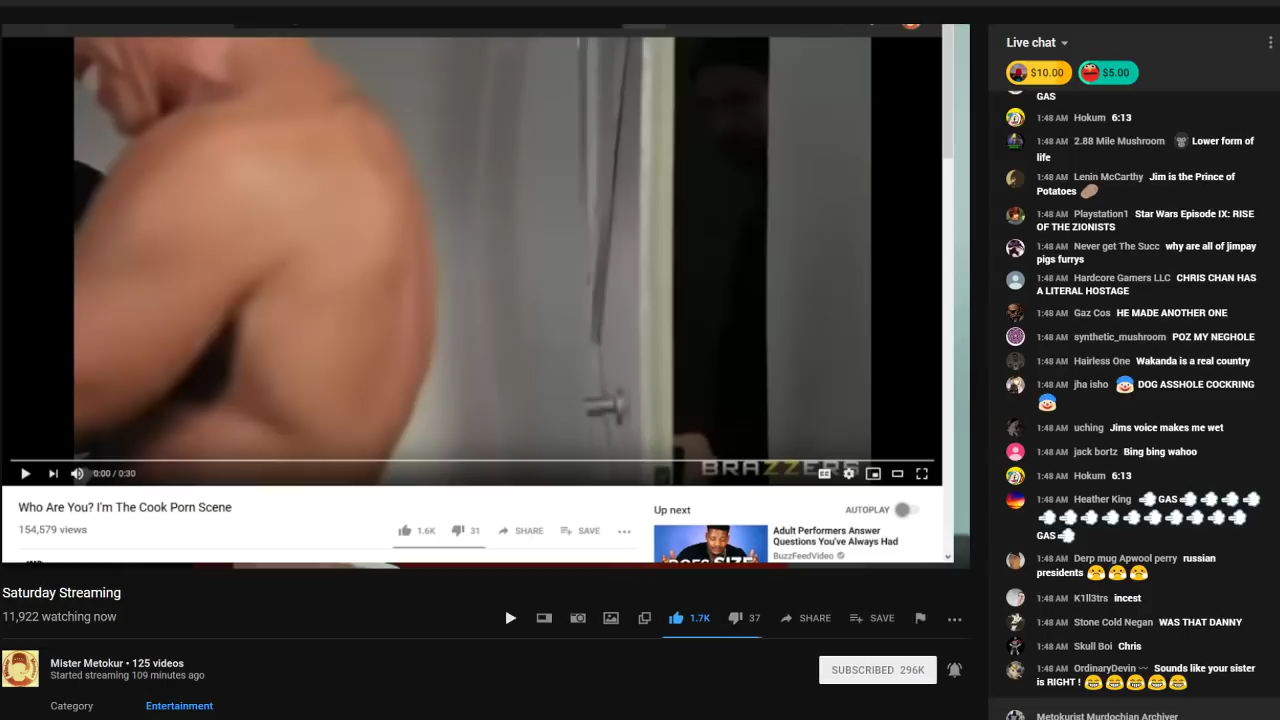 BRAZZERS
0:00 / 0:30
Who Are You? I'm The Cook Porn Scene
154,579 views
1.6K
31
SHARE
SAVE
Up next
AUTOPLAY
Adult Performers Answer
Questions You've Always Had
BuzzFeedVideo
DOES SIZE
Saturday Streaming
11,922 watching now
1.7K
37
SHARE
SAVE
Mister Metokur • 125 videos
Started streaming 109 minutes ago
SUBSCRIBED 296K
Category
Entertainment
Live chat
$10.00
$5.00
GAS
1:48 AM Hokum 6:13
1:48 AM 2.88 Mile Mushroom Lower form of
life
1:48 AM Lenin McCarthy Jim is the Prince of
Potatoes
1:48 AM Playstation1 Star Wars Episode IX: RISE
OF THE ZIONISTS
1:48 AM Never get The Succ why are all of jimpay
pigs furrys
1:48 AM Hardcore Gamers LLC CHRIS CHAN HAS
A LITERAL HOSTAGE
1:48 AM Gaz Cos HE MADE ANOTHER ONE
1:48 AM synthetic_mushroom POZ MY NEGHOLE
1:48 AM Hairless One Wakanda is a real country
1:48 AM jha isho 🤡 DOG ASSHOLE COCKRING
🤡
1:48 AM uching Jims voice makes me wet
1:48 AM jack bortz Bing bing wahoo
1:48 AM Hokum 6:13
1:48 AM Heather King 💨GAS💨💨💨💨
💨💨💨💨💨💨💨💨💨💨
GAS💨
1:48 AM Derp mug Apwool perry russian
presidents 😤😤😤
1:48 AM K1ll3trs incest
1:48 AM Stone Cold Negan WAS THAT DANNY
1:48 AM Skull Boi Chris
1:48 AM OrdinaryDevin 〰 Sounds like your sister
is RIGHT ! 😂😂😂😂😂
Metokurist Murdochian Archiver